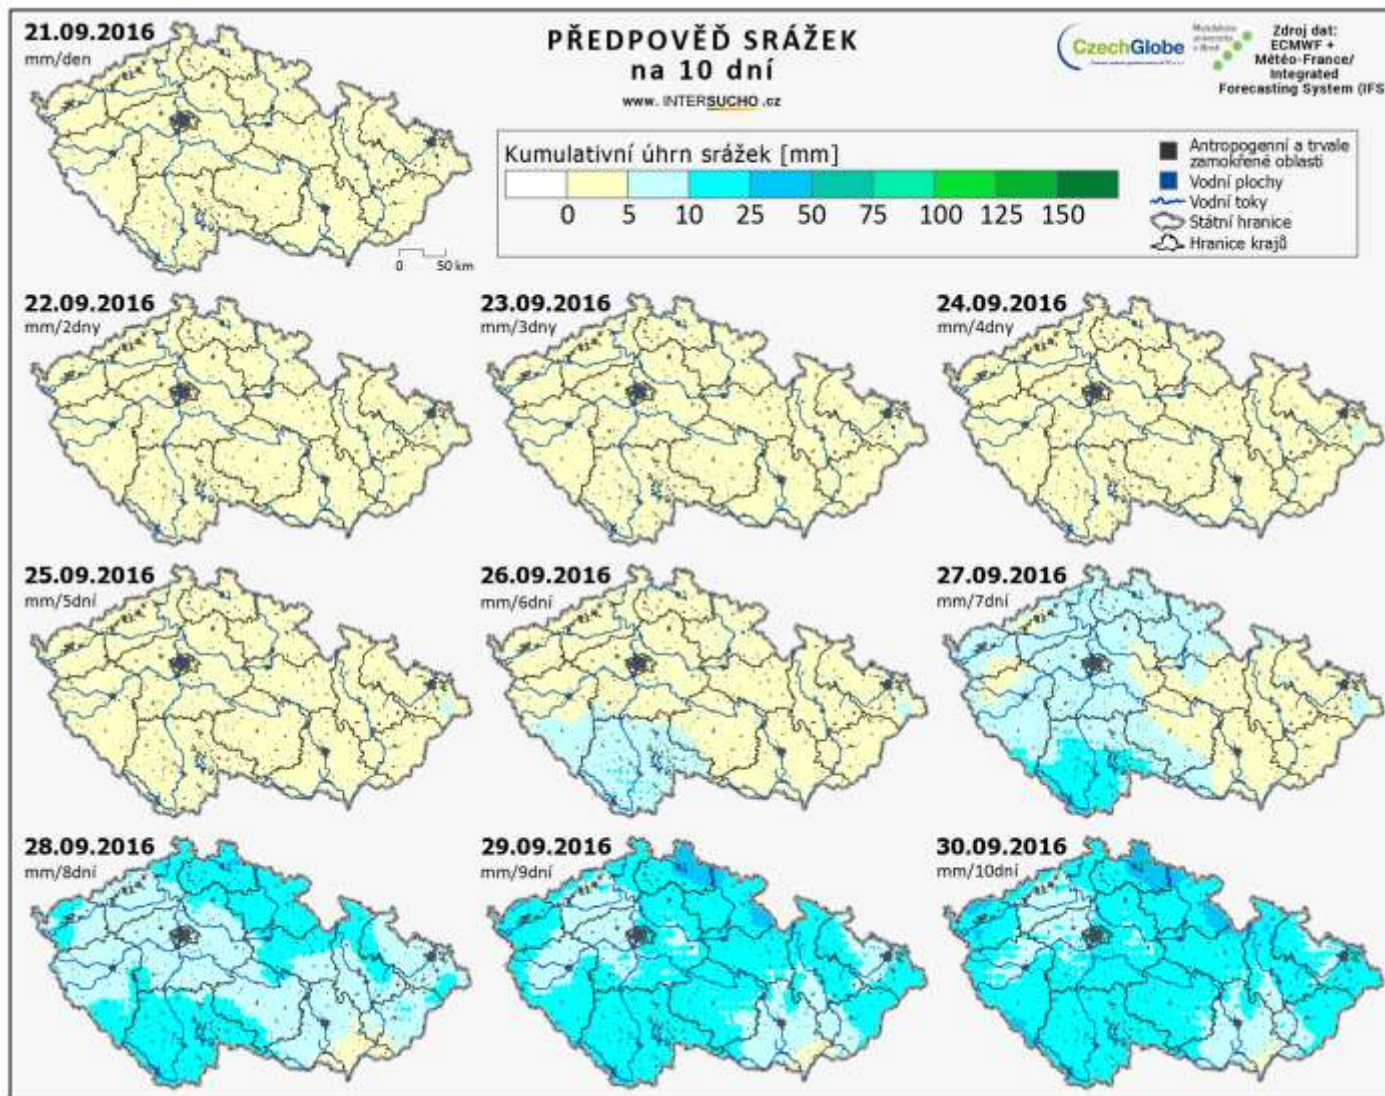 21.09.2016
mm/den
PŘEDPOVĚĎ SRÁŽEK
na 10 dní
www. INTERSUCHO .cz
CzechGlobe
Zdroj dat:
ECMWF +
Météo-France/
Integrated
Forecasting System (IFS
Kumulativní úhrn srážek [mm]
0 5 10 25 50 75 100 125 150
Antropogenní a trvale
zamokřené oblasti
Vodní plochy
Vodní toky
Státní hranice
Hranice krajů
0 50 km
22.09.2016
mm/2dny
23.09.2016
mm/3dny
24.09.2016
mm/4dny
25.09.2016
mm/5dní
26.09.2016
mm/6dní
27.09.2016
mm/7dní
28.09.2016
mm/8dní
29.09.2016
mm/9dní
30.09.2016
mm/10dní